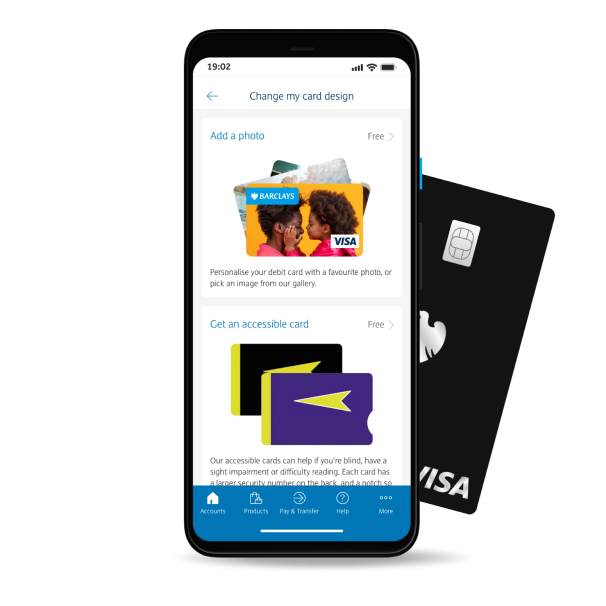 19:02
Change my card design
Add a photo
Free
BARCLAYS
VISA
Personalise your debit card with a favourite photo, or
pick an image from our gallery.
Get an accessible card
Free
Our accessible cards can help if you're blind, have a
sight impairment or difficulty reading. Each card has
a larger security number on the back, and a notch so
Accounts
Products
Pay & Transfer
Help
More
VISA